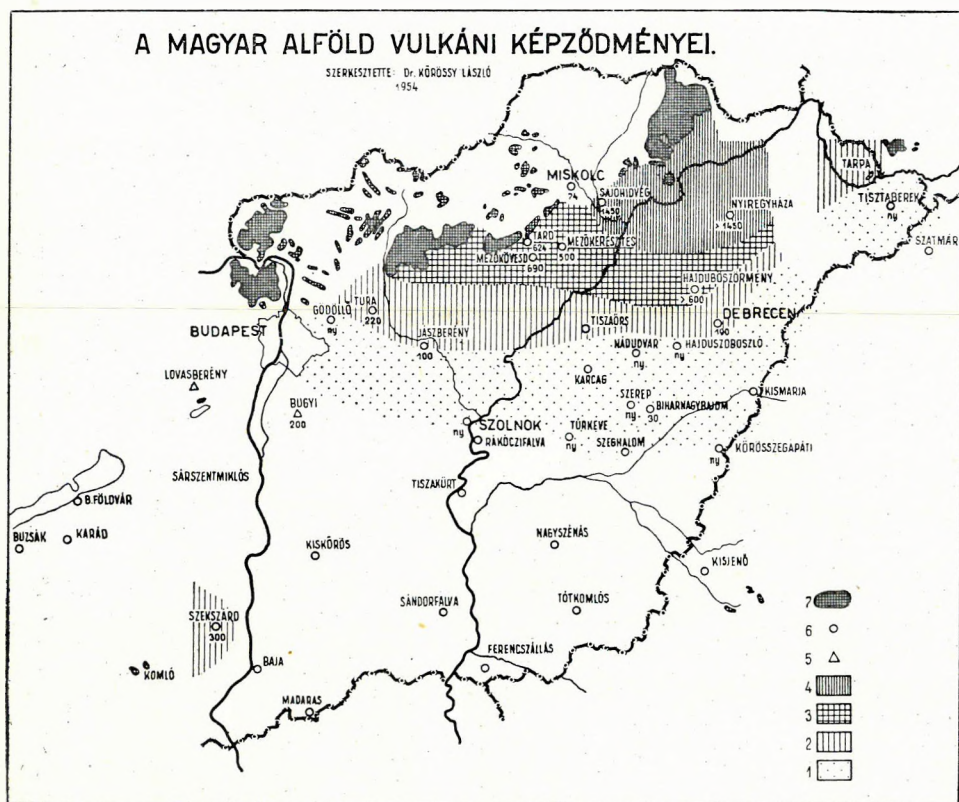 A MAGYAR ALFÖLD VULKÁNI KÉPZŐDMÉNYEI.
SZERKESZTETTE: Dr. KŐRÖSSY LÁSZLÓ
1954
TARPA
MISKOLC
74
SAJÓHIDVÉG
1450
TISZTABEREK
ny
NYIREGYHÁZA
>1450
TARD
624
MEZŐKERESZTES
500
SZATMÁR
MEZŐKÖVESD
690
HAJDUBÖSZÖRMÉNY
>600
TURA
220
GÖDÖLLŐ
ny
DEBRECEN
190
BUDAPEST
TISZAÖRS
JÁSZBERÉNY
100
NÁDUDVAR
ny
HAJDUSZOBOSZLÓ
ny
KARCAG
LOVASBERÉNY
KISMARJA
BUGYI
200
SZEREP
ny
BIHARNAGYBAJOM
30
SZOLNOK
ny
RÁKÓCZIFALVA
TÚRKEVE
ny
SZEGHALOM
KÖRÖSSZEGAPÁTI
ny
SÁRSZENTMIKLÓS
TISZAKÜRT
B.FÖLDVÁR
BUZSÁK
KARÁD
KISKŐRÖS
NAGYSZÉNÁS
KISJENŐ
SZEKSZÁRD
300
SÁNDORFALVA
TÓTKOMLÓS
KOMLÓ
BAJA
FERENCSZÁLLÁS
MADARAS
7
6
5
4
3
2
1